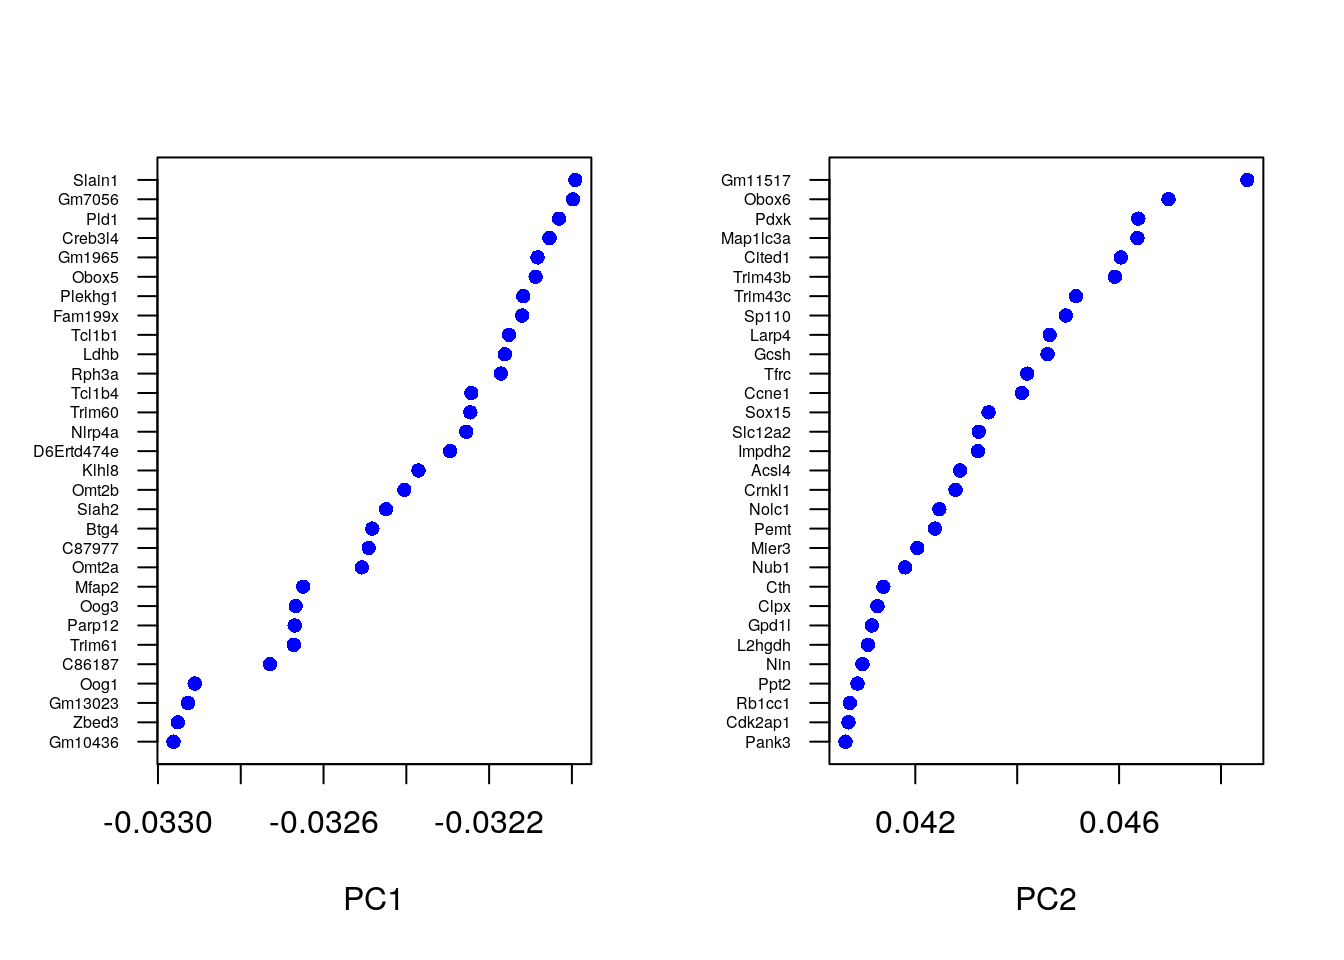 Slain1
Gm7056
Pld1
Creb3l4
Gm1965
Obox5
Plekhg1
Fam199x
Tcl1b1
Ldhb
Rph3a
Tcl1b4
Trim60
Nlrp4a
D6Ertd474e
Klhl8
Omt2b
Siah2
Btg4
C87977
Omt2a
Mfap2
Oog3
Parp12
Trim61
C86187
Oog1
Gm13023
Zbed3
Gm10436
-0.0330 -0.0326 -0.0322
PC1
Gm11517
Obox6
Pdxk
Map1lc3a
Cited1
Trim43b
Trim43c
Sp110
Larp4
Gcsh
Tfrc
Ccne1
Sox15
Slc12a2
Impdh2
Acsl4
Crnkl1
Nolc1
Pemt
Mier3
Nub1
Cth
Clpx
Gpd1l
L2hgdh
Nin
Ppt2
Rb1cc1
Cdk2ap1
Pank3
0.042 0.046
PC2